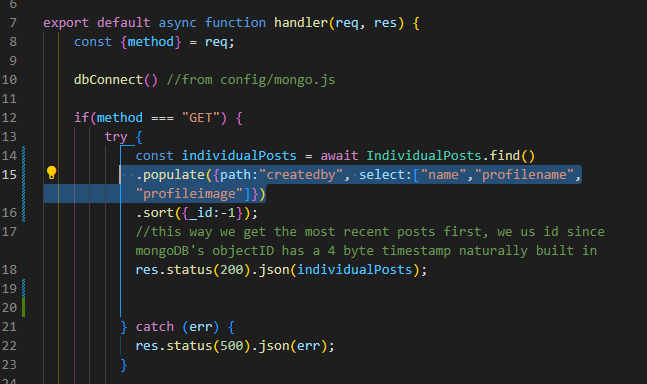 6
7 export default async function handler(req, res) {
8 const {method} = req;
9
10 dbConnect() //from config/mongo.js
11
12 if(method === "GET") {
13 try {
14 const individualPosts = await IndividualPosts.find()
15 .populate({path:"createdby", select:["name","profilename",
"profileimage"]})
16 .sort({_id:-1});
17 //this way we get the most recent posts first, we us id since
mongoDB's objectID has a 4 byte timestamp naturally built in
18 res.status(200).json(individualPosts);
19
20
21 } catch (err) {
22 res.status(500).json(err);
23 }
24